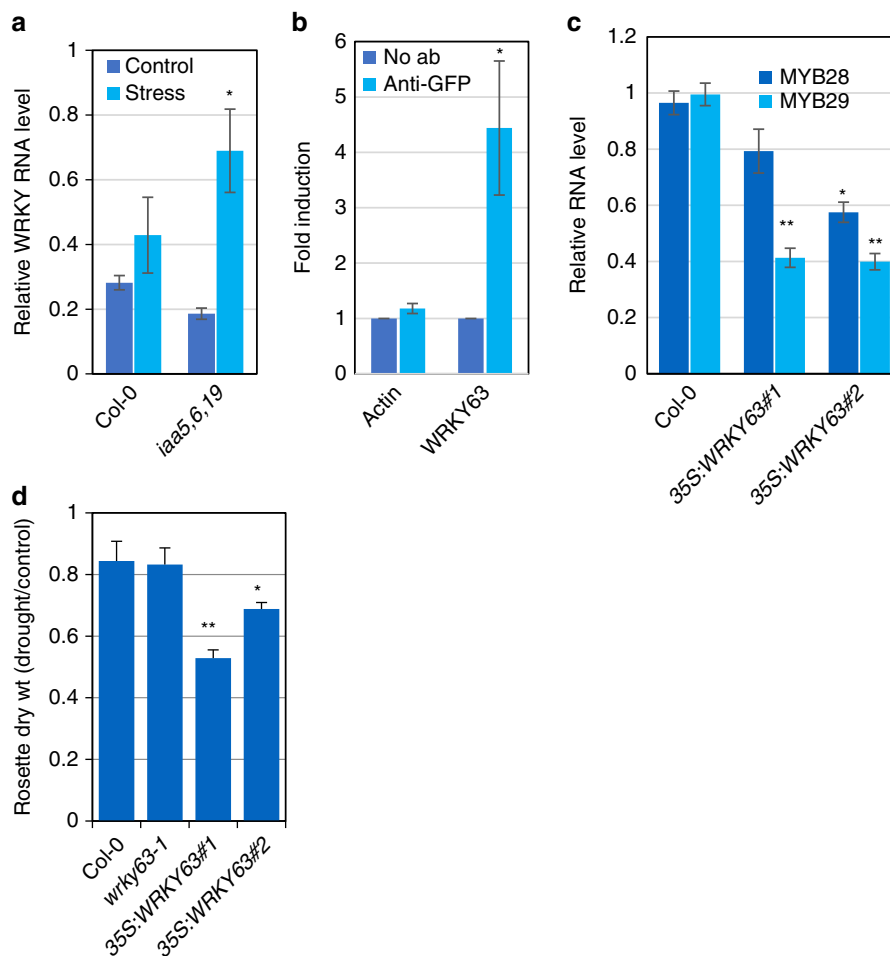 a
Relative WRKY RNA level
1
0.8
0.6
0.4
0.2
0
Control
Stress
*
Col-0
iaa5,6,19
b
Fold induction
6
5
4
3
2
1
0
No ab
Anti-GFP
*
Actin
WRKY63
c
Relative RNA level
1.2
1
0.8
0.6
0.4
0.2
0
MYB28
MYB29
**
*
**
Col-0
35S:WRKY63#1
35S:WRKY63#2
d
Rosette dry wt (drought/control)
1
0.8
0.6
0.4
0.2
0
**
*
Col-0
wrky63-1
35S:WRKY63#1
35S:WRKY63#2